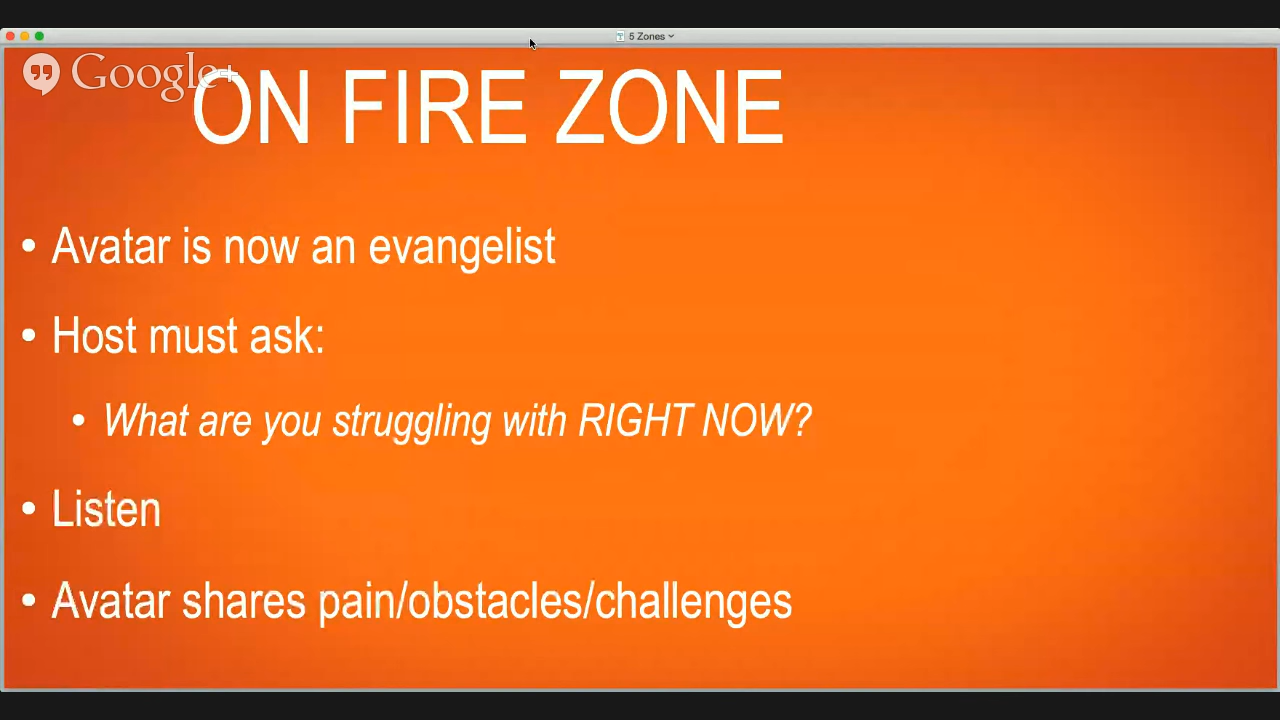 5 Zones
Google+
ON FIRE ZONE
• Avatar is now an evangelist
• Host must ask:
• What are you struggling with RIGHT NOW?
• Listen
• Avatar shares pain/obstacles/challenges